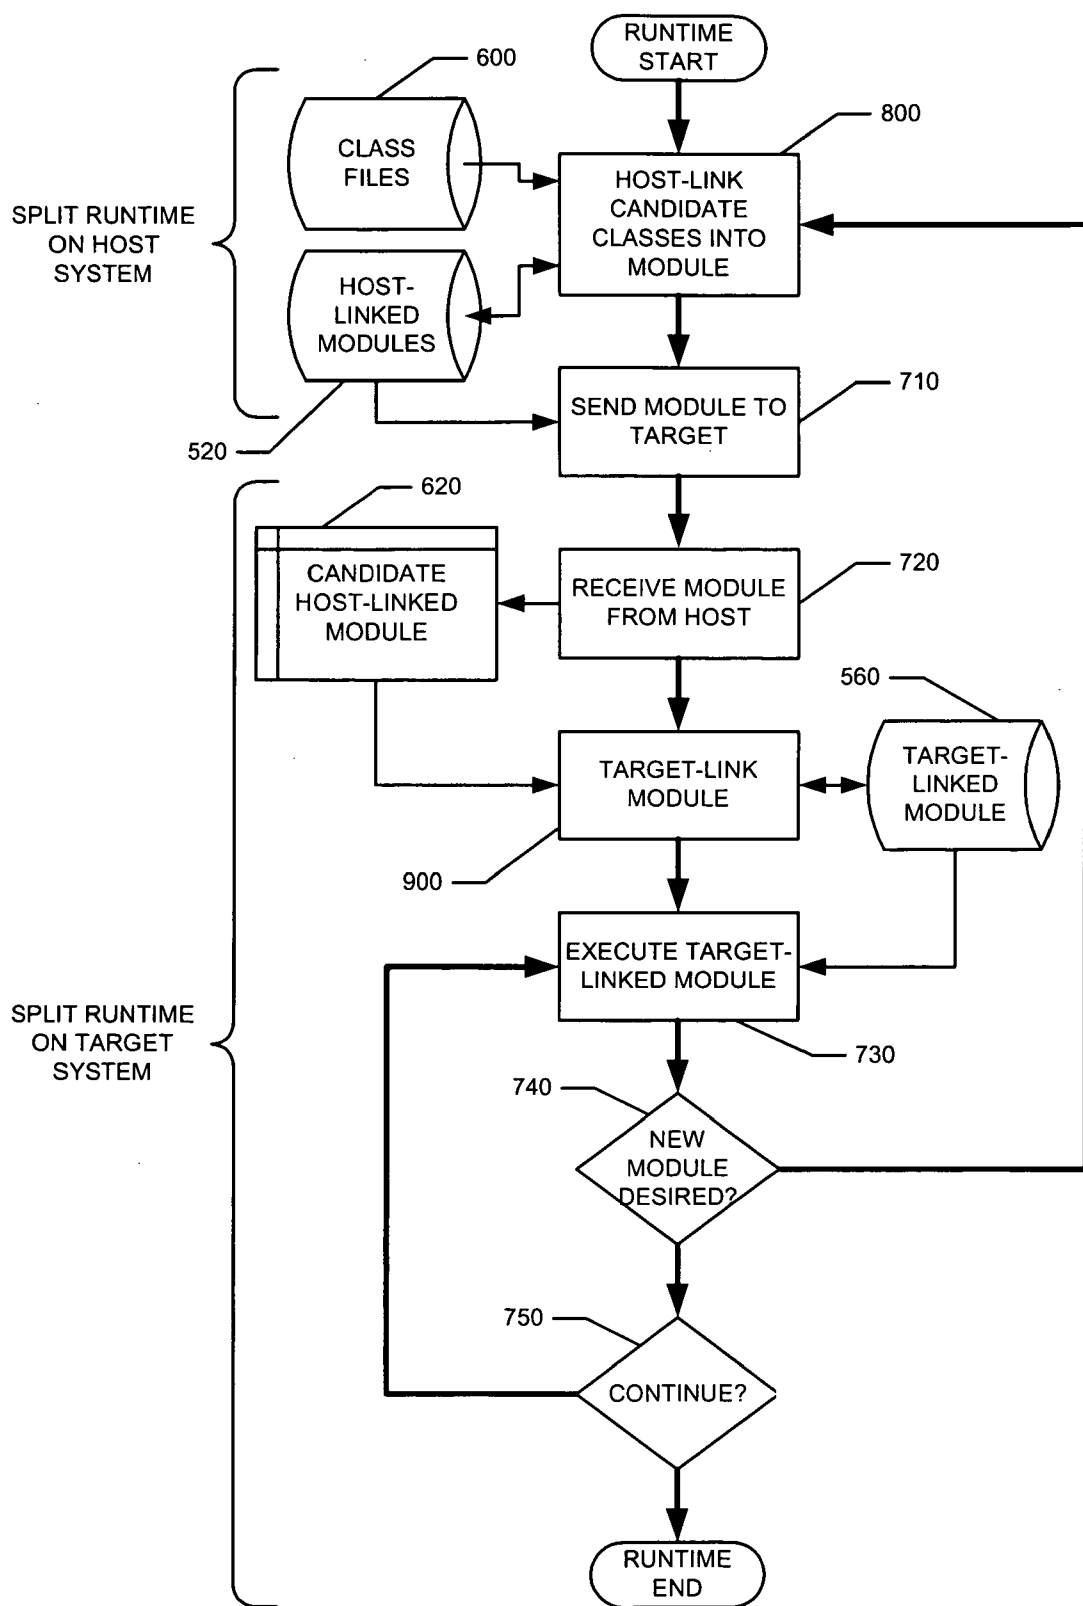 RUNTIME
START
600
800
CLASS
FILES
HOST-LINK
CANDIDATE
CLASSES INTO
MODULE
SPLIT RUNTIME
ON HOST
SYSTEM
HOST-
LINKED
MODULES
710
SEND MODULE TO
TARGET
520
620
720
CANDIDATE
HOST-LINKED
MODULE
RECEIVE MODULE
FROM HOST
560
TARGET-LINK
MODULE
TARGET-
LINKED
MODULE
900
EXECUTE TARGET-
LINKED MODULE
SPLIT RUNTIME
ON TARGET
SYSTEM
730
740
NEW
MODULE
DESIRED?
750
CONTINUE?
RUNTIME
END